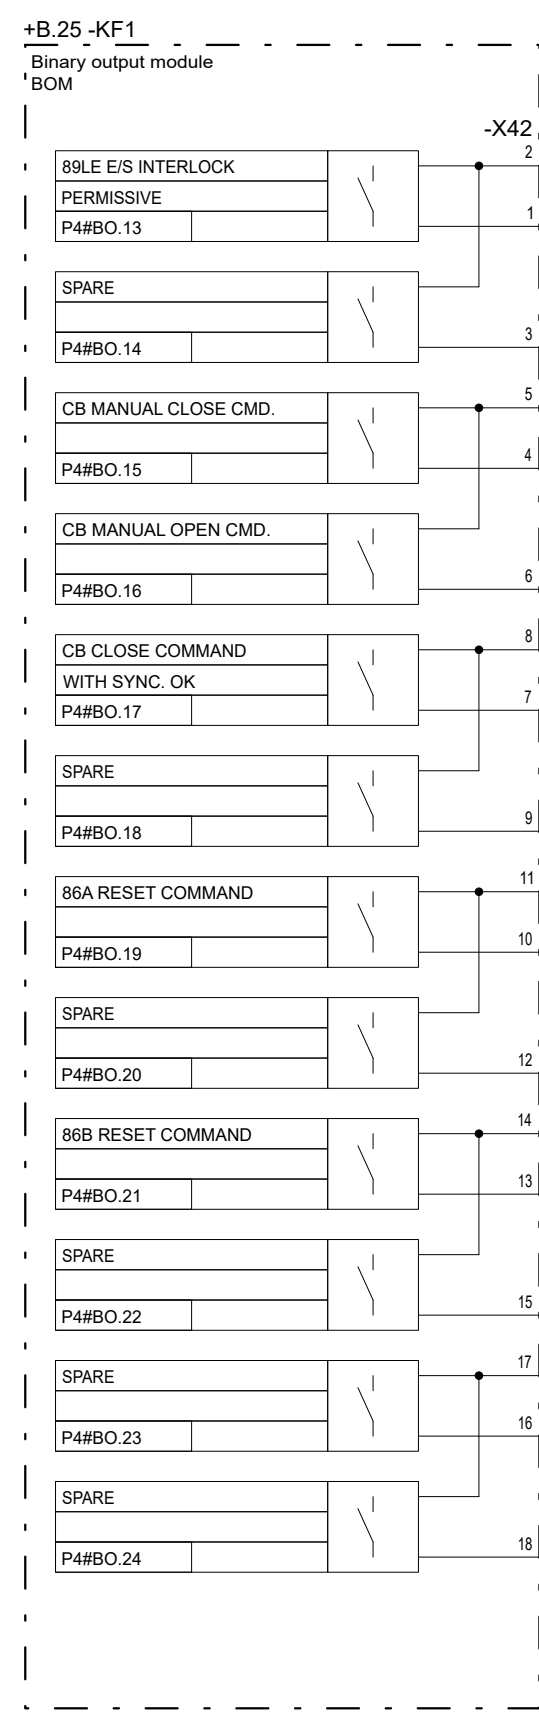 +B.25 -KF1
Binary output module
BOM
-X42
2
89LE E/S INTERLOCK
PERMISSIVE
1
P4#BO.13
SPARE
3
P4#BO.14
5
CB MANUAL CLOSE CMD.
4
P4#BO.15
CB MANUAL OPEN CMD.
6
P4#BO.16
8
CB CLOSE COMMAND
WITH SYNC. OK
7
P4#BO.17
SPARE
9
P4#BO.18
11
86A RESET COMMAND
10
P4#BO.19
SPARE
12
P4#BO.20
14
86B RESET COMMAND
13
P4#BO.21
SPARE
15
P4#BO.22
17
SPARE
16
P4#BO.23
SPARE
18
P4#BO.24